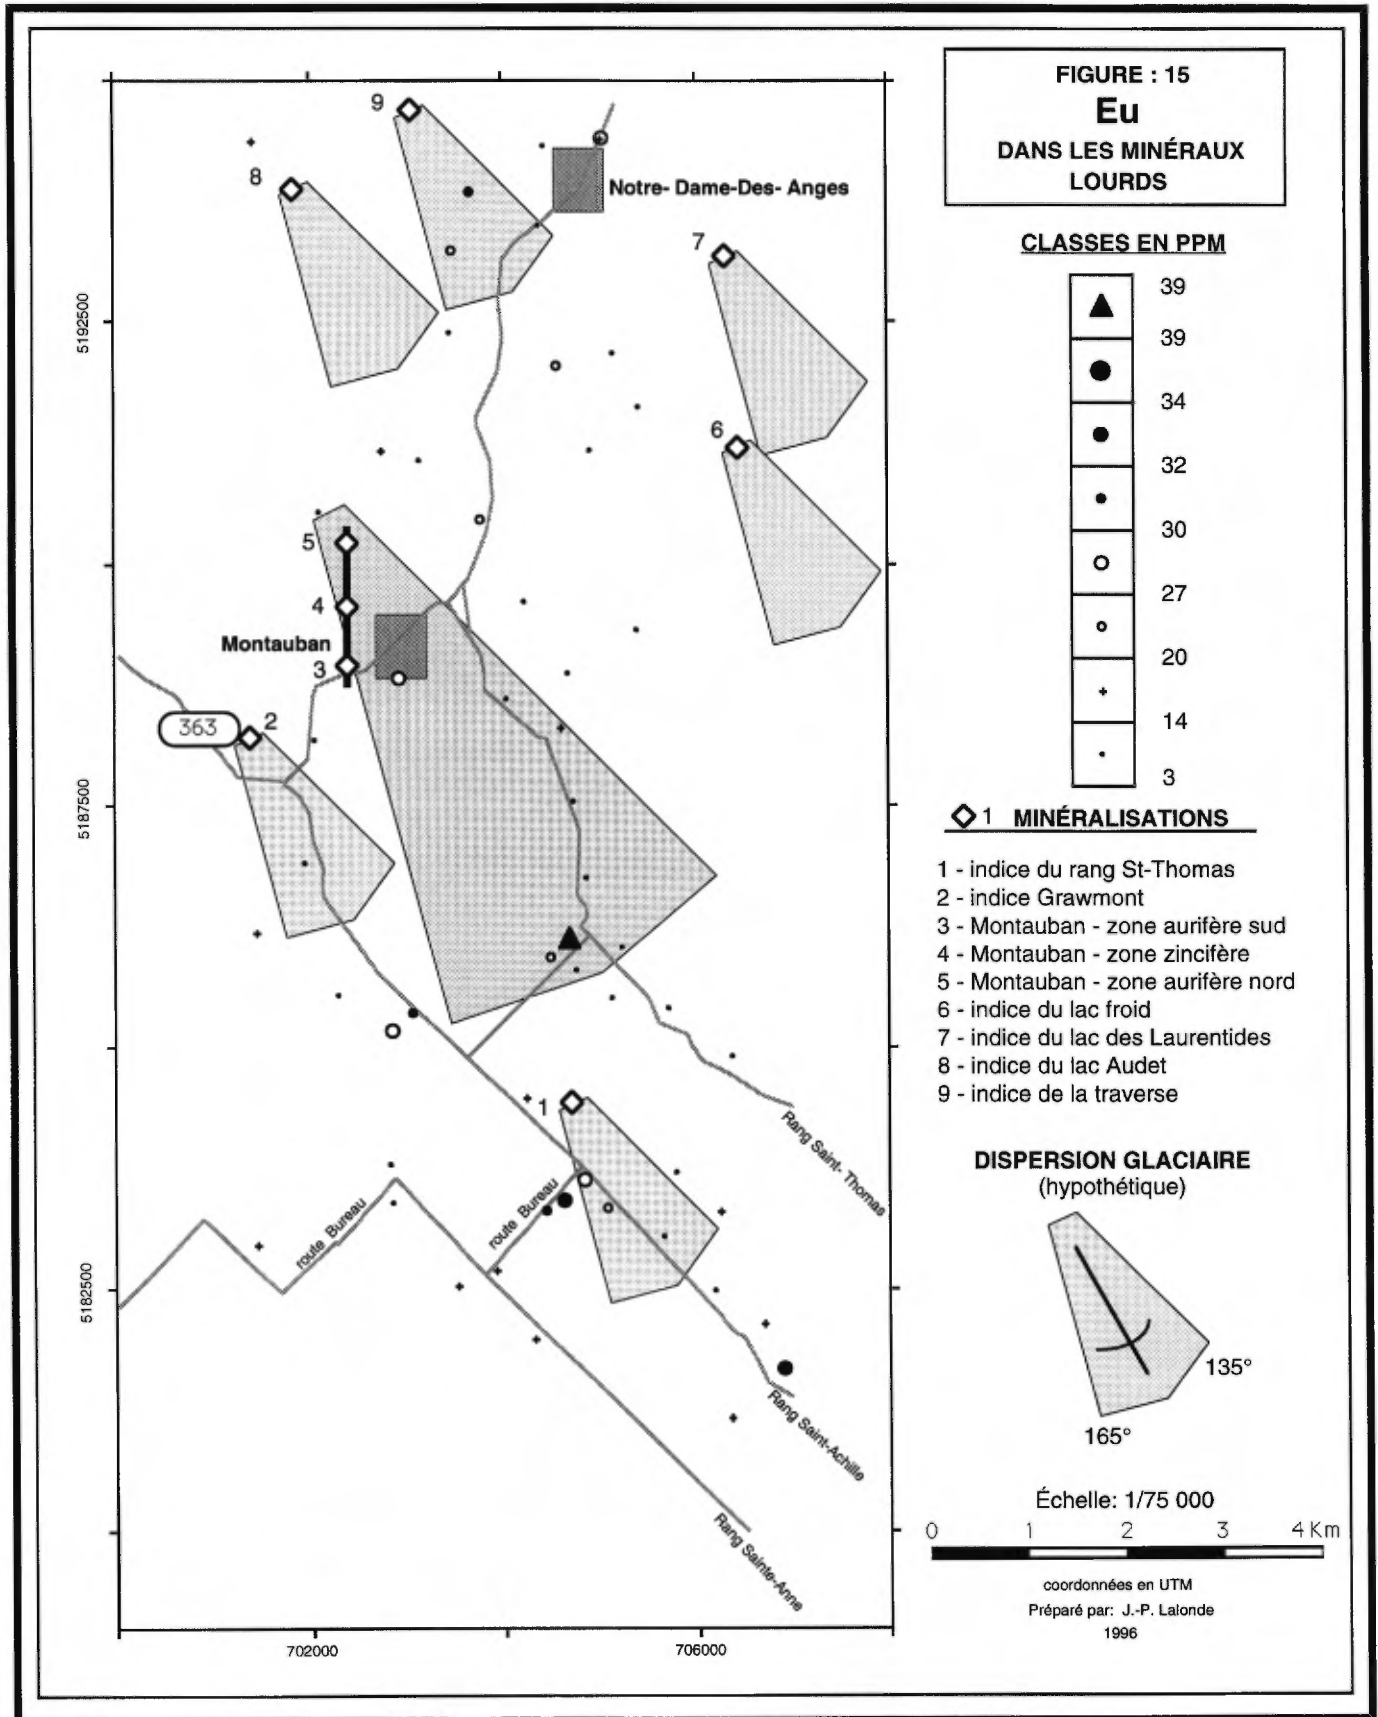 FIGURE : 15
Eu
DANS LES MINÉRAUX
LOURDS
CLASSES EN PPM
39
39
34
32
30
27
20
14
3
1 MINÉRALISATIONS
1 - indice du rang St-Thomas
2 - indice Grawmont
3 - Montauban - zone aurifère sud
4 - Montauban - zone zincifère
5 - Montauban - zone aurifère nord
6 - indice du lac froid
7 - indice du lac des Laurentides
8 - indice du lac Audet
9 - indice de la traverse
DISPERSION GLACIAIRE
(hypothétique)
135°
165°
Échelle: 1/75 000
0 1 2 3 4 Km
coordonnées en UTM
Préparé par: J.-P. Lalonde
1996
9
8
Notre- Dame-Des- Anges
7
5192500
6
5
4
Montauban
3
363
2
5187500
1
Rang Saint- Thomas
route Bureau
route Bureau
5182500
Rang Saint-Achille
Rang Sainte-Anne
702000
706000